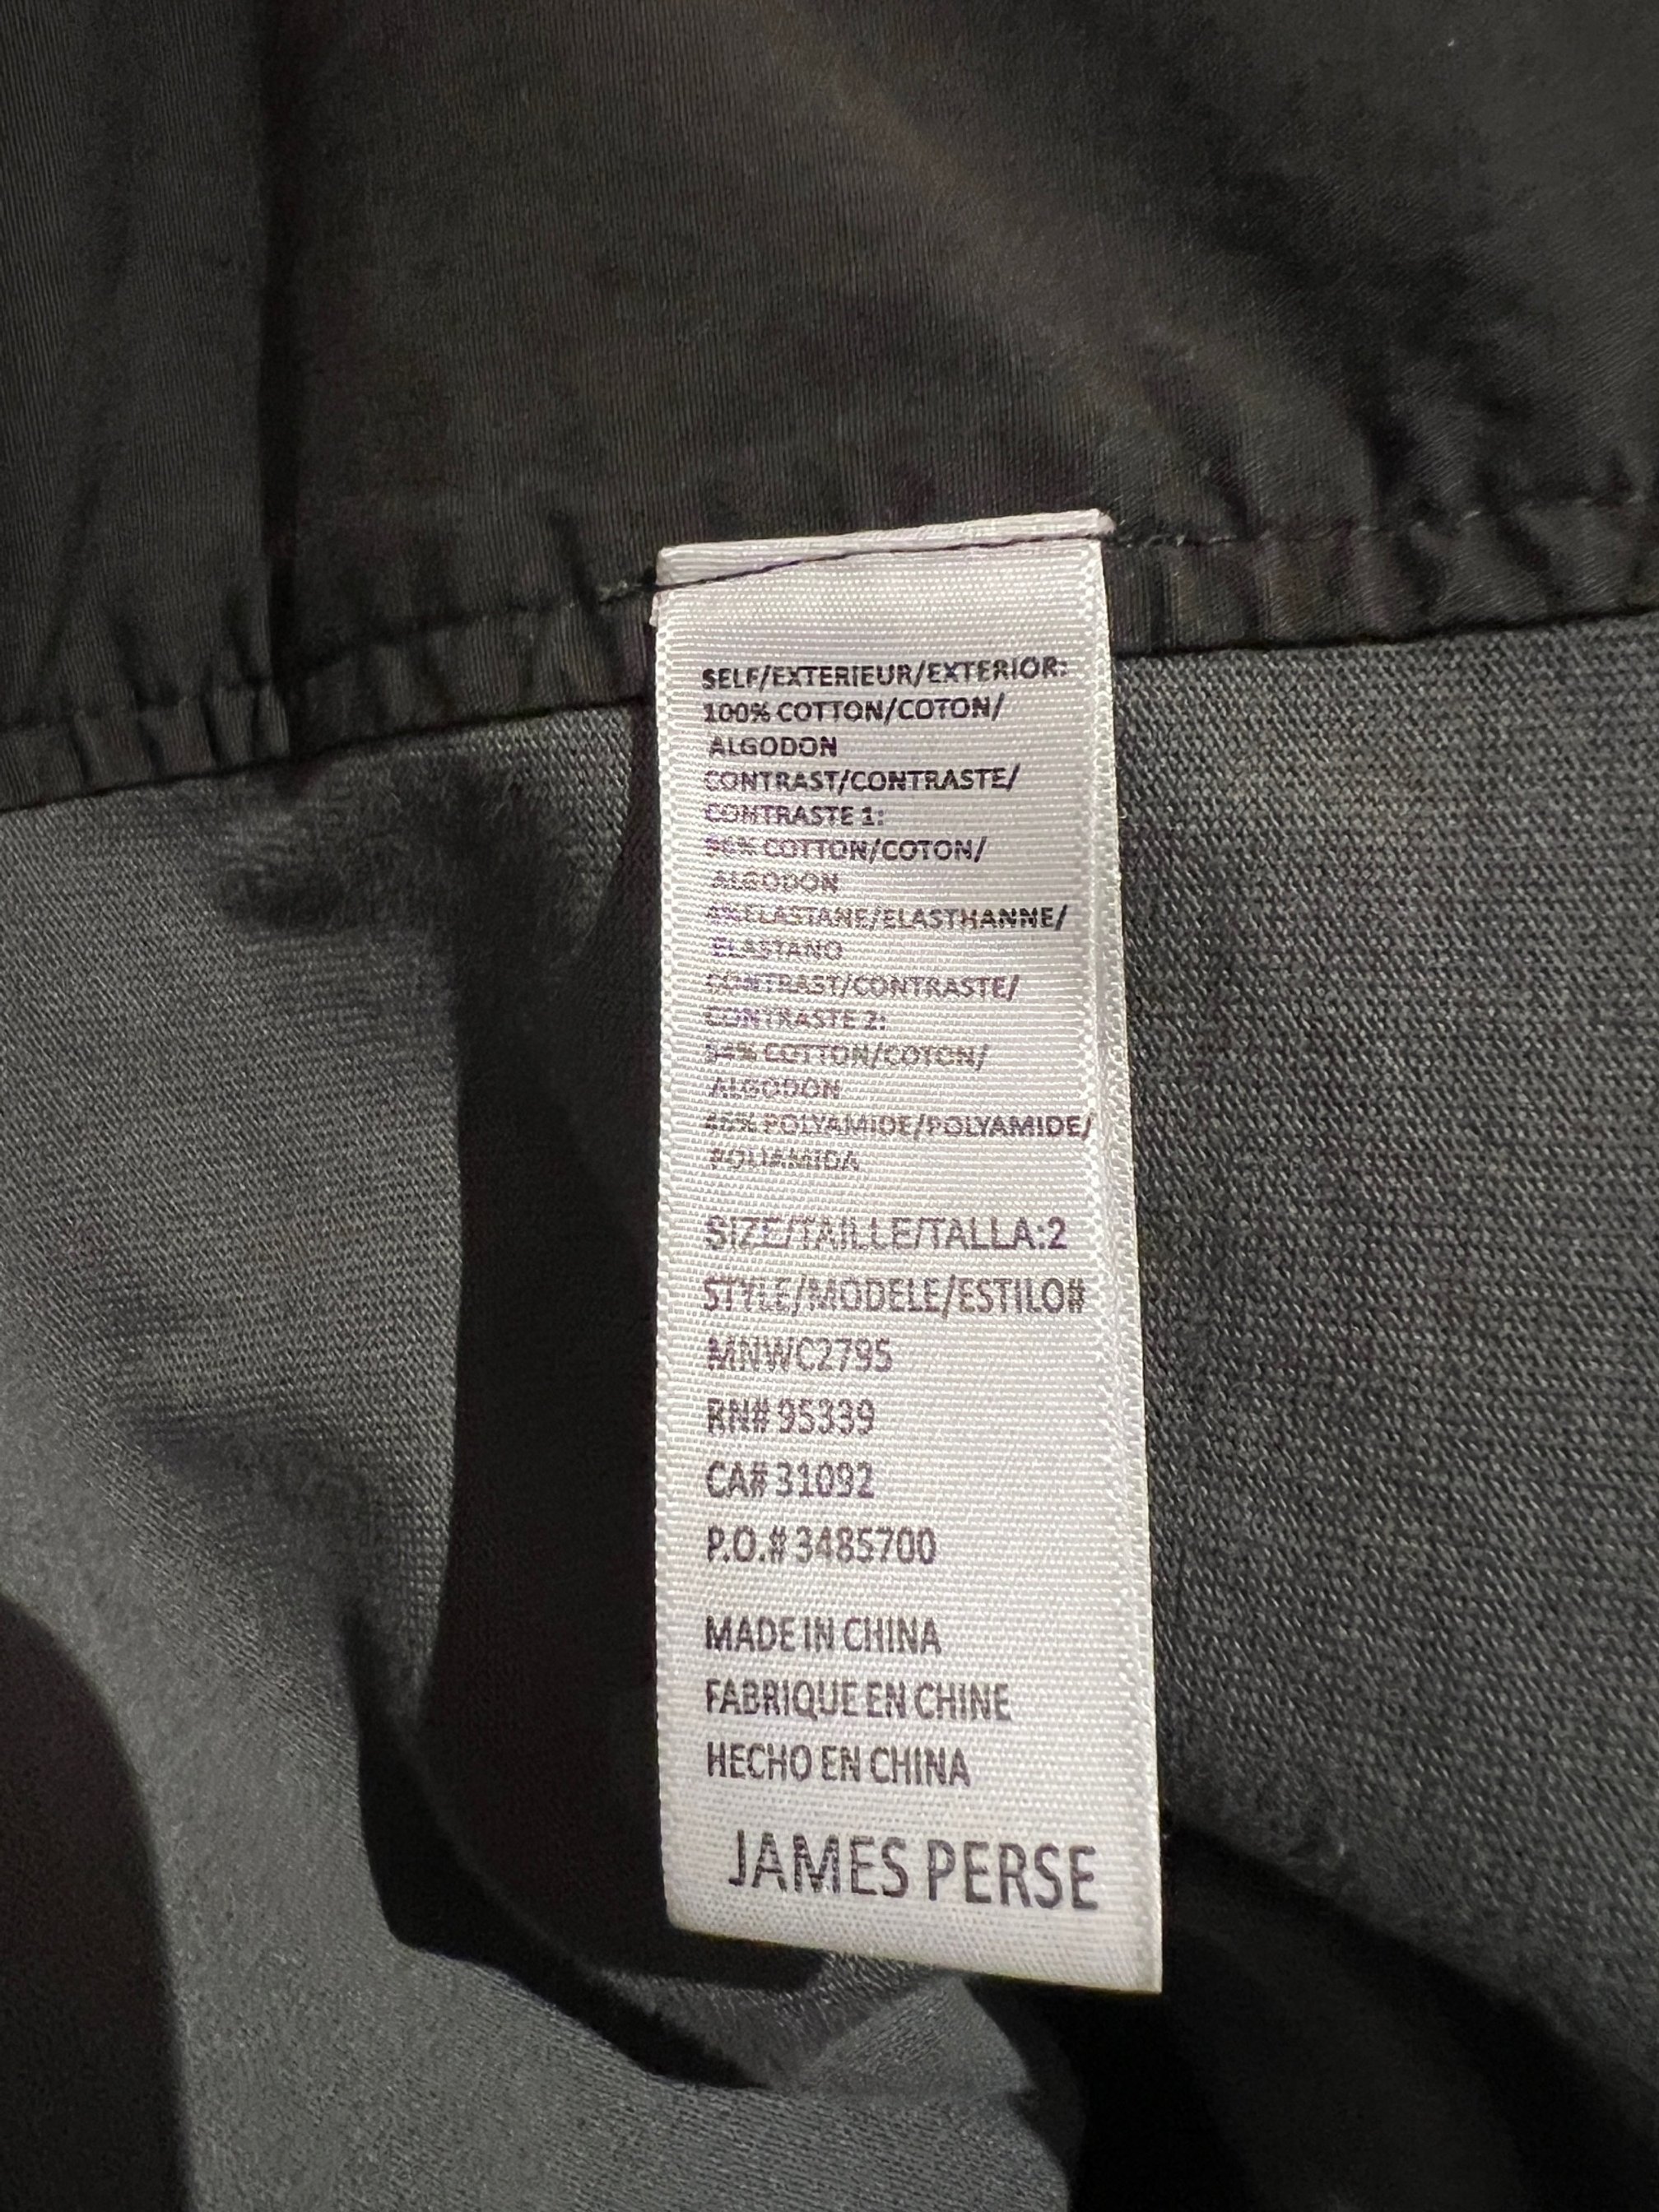 SELF/EXTERIEUR/EXTERIOR:
100% COTTON/COTON/
ALGODON
CONTRAST/CONTRASTE/
CONTRASTE 1:
96% COTTON/COTON/
ALGODON
4% ELASTANE/ELASTHANNE/
ELASTANO
CONTRAST/CONTRASTE/
CONTRASTE 2:
54% COTTON/COTON/
ALGODON
46% POLYAMIDE/POLYAMIDE/
POLIAMIDA
SIZE/TAILLE/TALLA:2
STYLE/MODELE/ESTILO#
MNWC2795
RN# 95339
CA# 31092
P.O.# 3485700
MADE IN CHINA
FABRIQUE EN CHINE
HECHO EN CHINA
JAMES PERSE